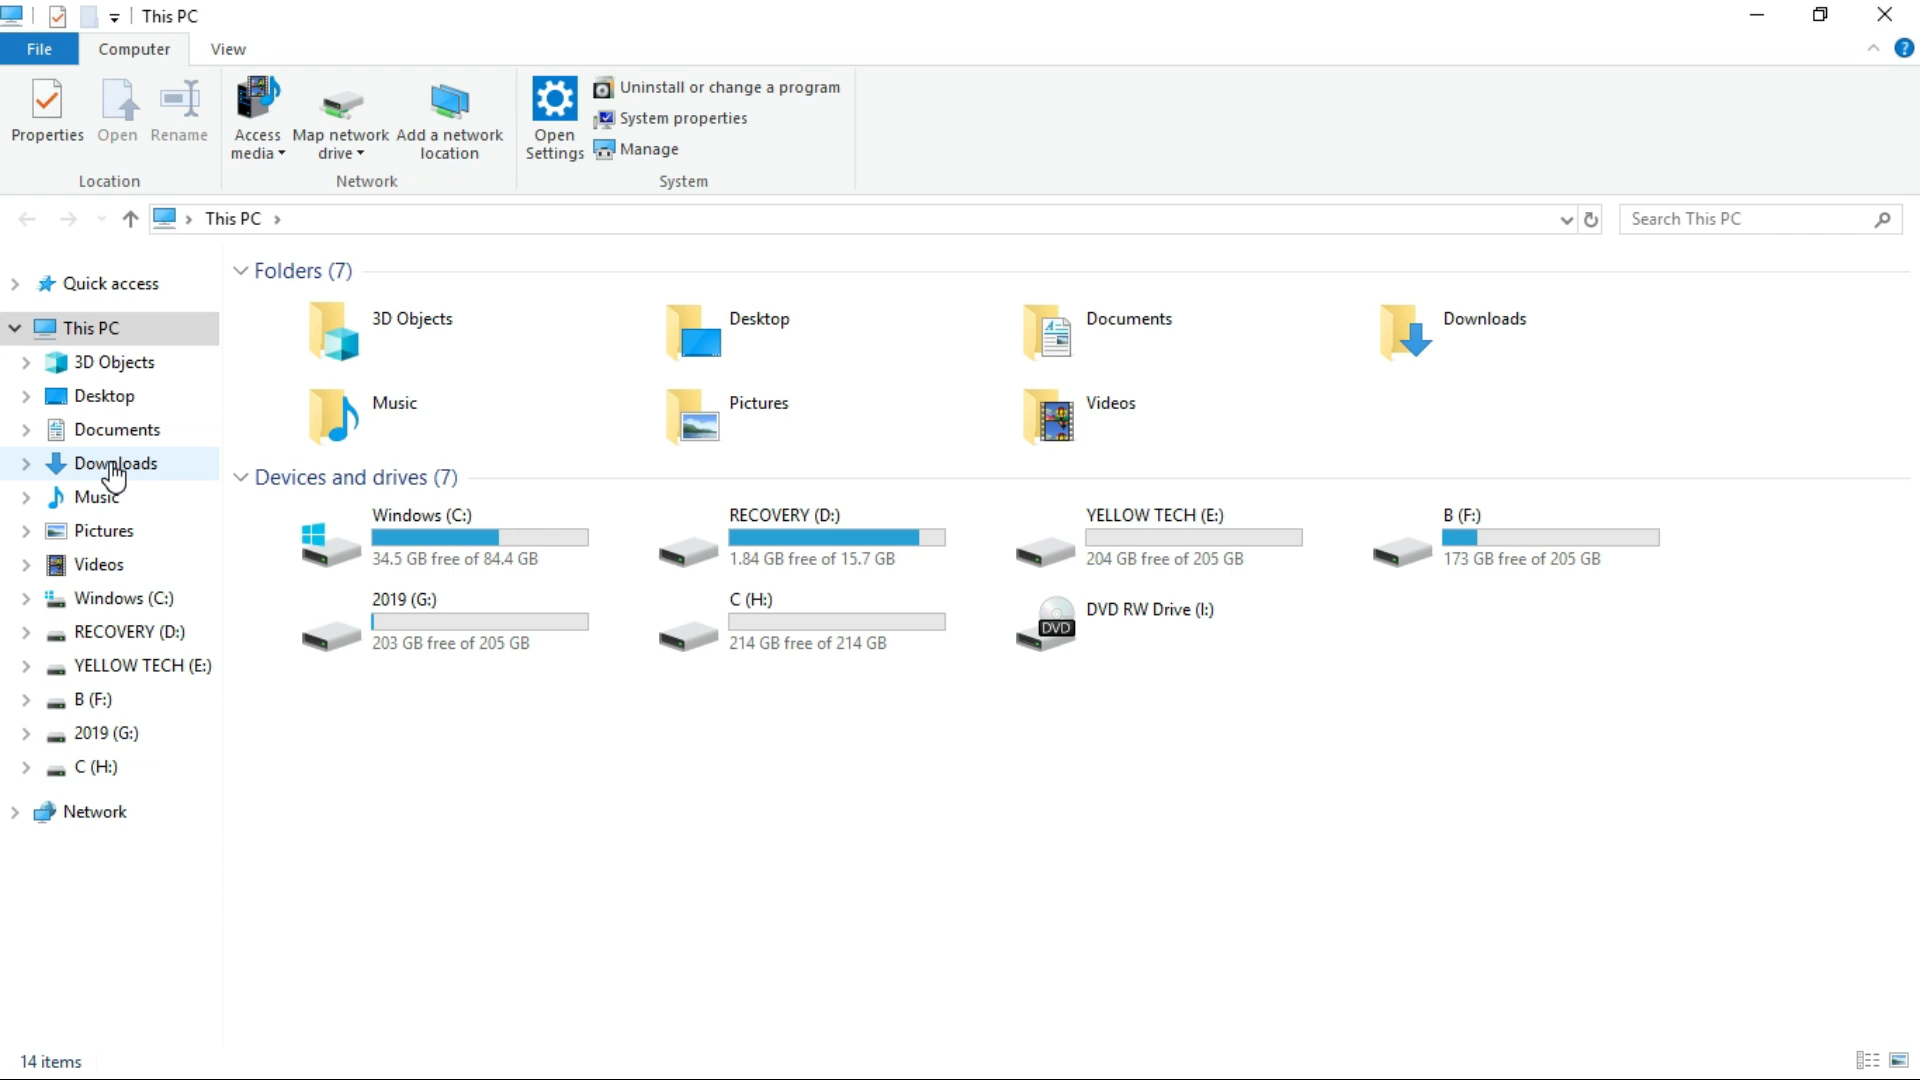 This PC
File Computer View
?
Properties Open Rename
Location
Access media
Map network drive
Add a network location
Network
Open Settings
Uninstall or change a program
System properties
Manage
System
This PC
Search This PC
Quick access
This PC
3D Objects
Desktop
Documents
Downloads
Music
Pictures
Videos
Windows (C:)
RECOVERY (D:)
YELLOW TECH (E:)
B (F:)
2019 (G:)
C (H:)
Network
Folders (7)
3D Objects
Desktop
Documents
Downloads
Music
Pictures
Videos
Devices and drives (7)
Windows (C:)
34.5 GB free of 84.4 GB
RECOVERY (D:)
1.84 GB free of 15.7 GB
YELLOW TECH (E:)
204 GB free of 205 GB
B (F:)
173 GB free of 205 GB
2019 (G:)
203 GB free of 205 GB
C (H:)
214 GB free of 214 GB
DVD
DVD RW Drive (I:)
14 items